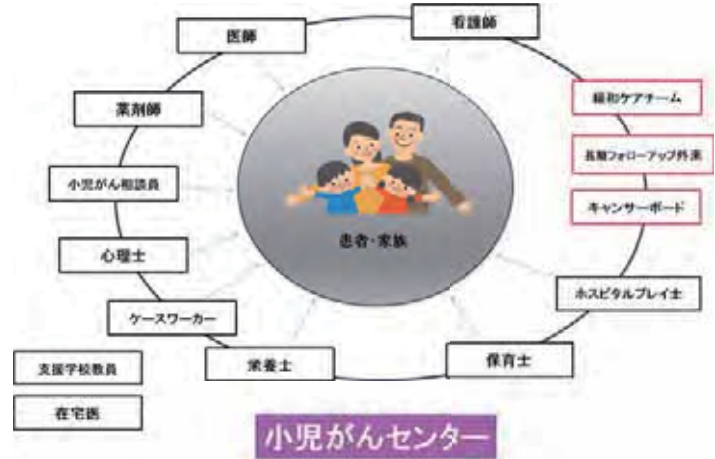 医師
看護師
薬剤師
緩和ケアチーム
長期フォローアップ外来
小児がん相談員
キャンサーボード
心理士
患者・家族
ケースワーカー
ホスピタルプレイ士
栄養士
保育士
支援学校教員
在宅医
小児がんセンター